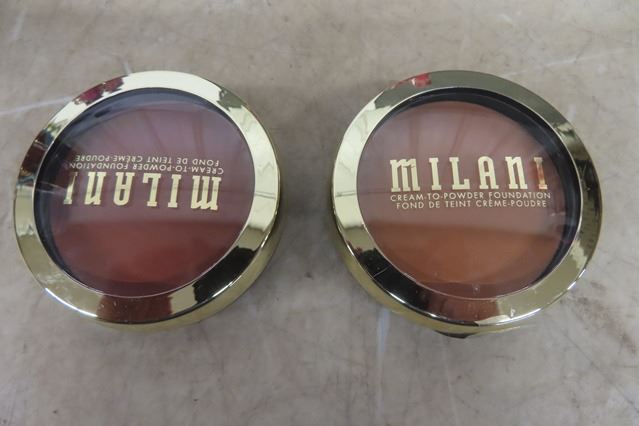 MILANI
CREAM-TO-POWDER FOUNDATION
FOND DE TEINT CRÈME-POUDRE
MILANI
CREAM-TO-POWDER FOUNDATION
FOND DE TEINT CRÈME-POUDRE